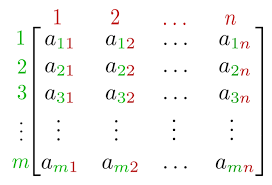 1 2 … n
1 a₁₁ a₁₂ … a₁ₙ
2 a₂₁ a₂₂ … a₂ₙ
3 a₃₁ a₃₂ … a₃ₙ
⋮ ⋮ ⋮ ⋮ ⋮
m aₘ₁ aₘ₂ … aₘₙ